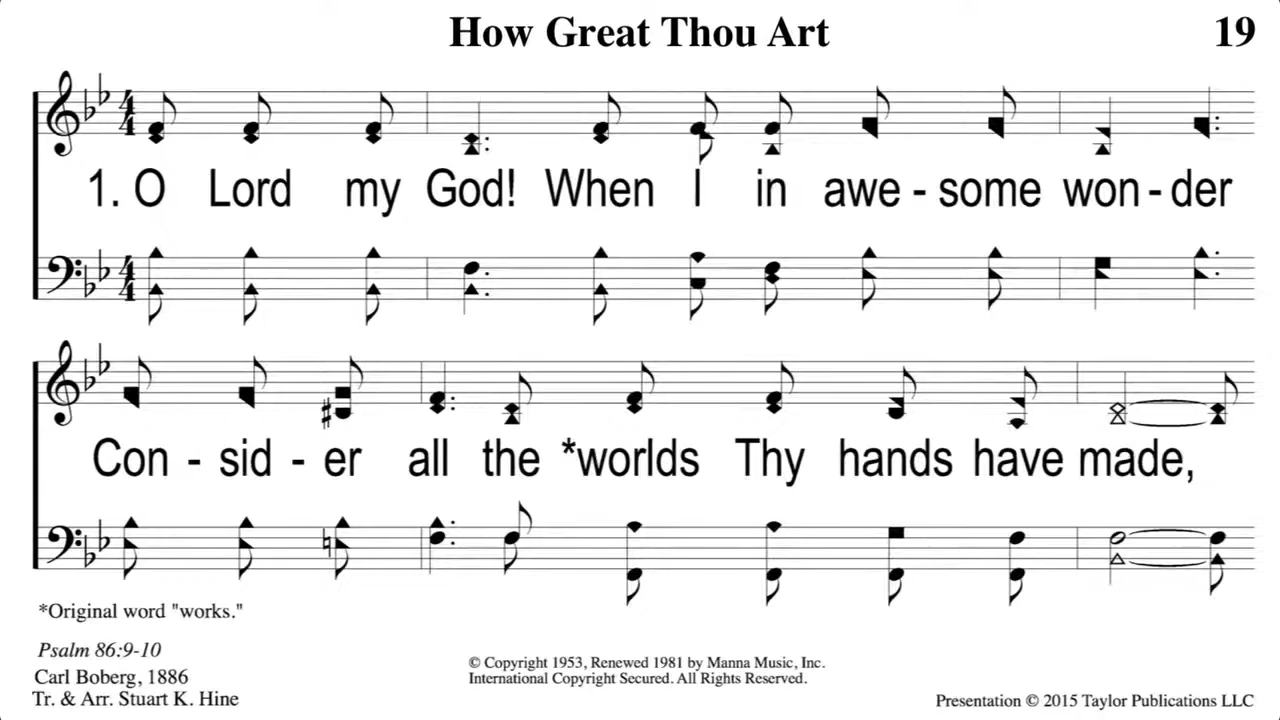 How Great Thou Art 19
1. O Lord my God! When I in awe - some won - der
Con - sid - er all the *worlds Thy hands have made,
*Original word "works."
Psalm 86:9-10
Carl Boberg, 1886
Tr. & Arr. Stuart K. Hine
© Copyright 1953, Renewed 1981 by Manna Music, Inc.
International Copyright Secured. All Rights Reserved.
Presentation © 2015 Taylor Publications LLC